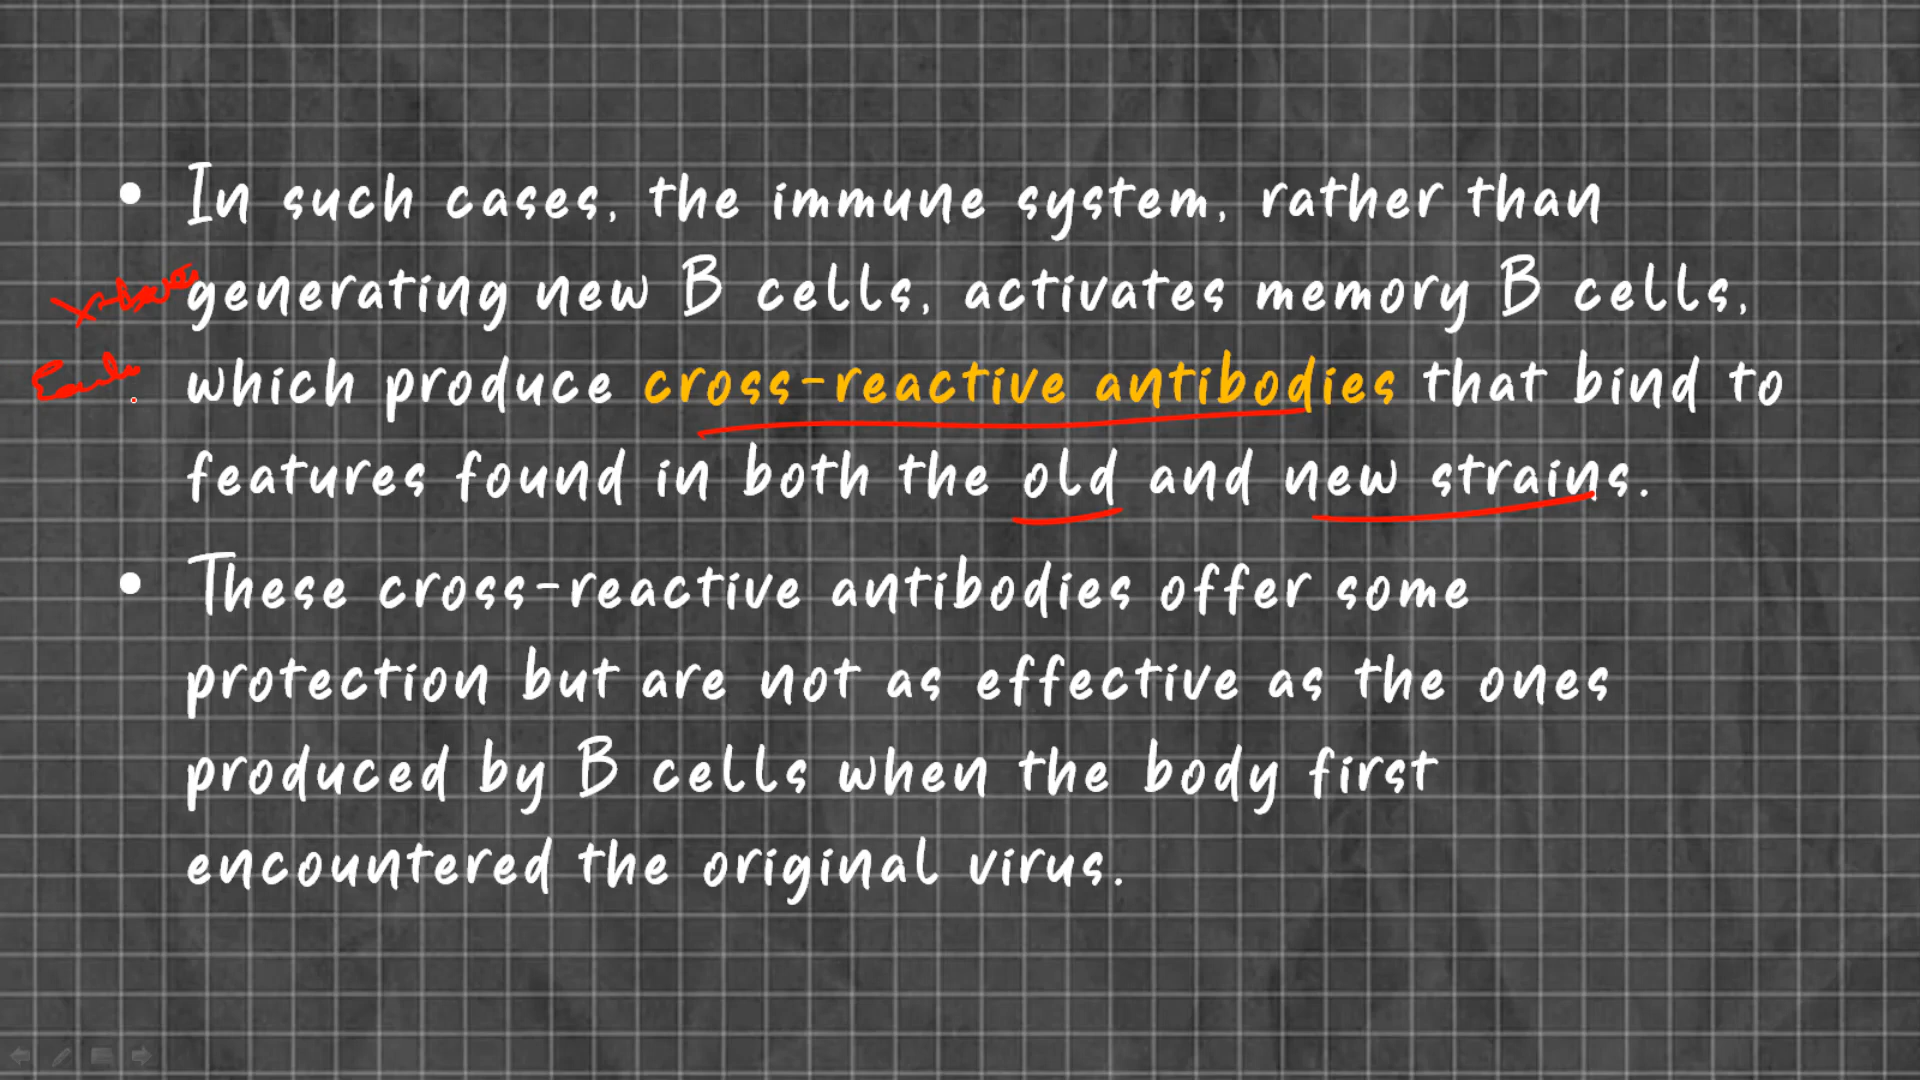 • In such cases, the immune system, rather than
generating new B cells, activates memory B cells,
which produce cross-reactive antibodies that bind to
features found in both the old and new strains.
• These cross-reactive antibodies offer some
protection but are not as effective as the ones
produced by B cells when the body first
encountered the original virus.